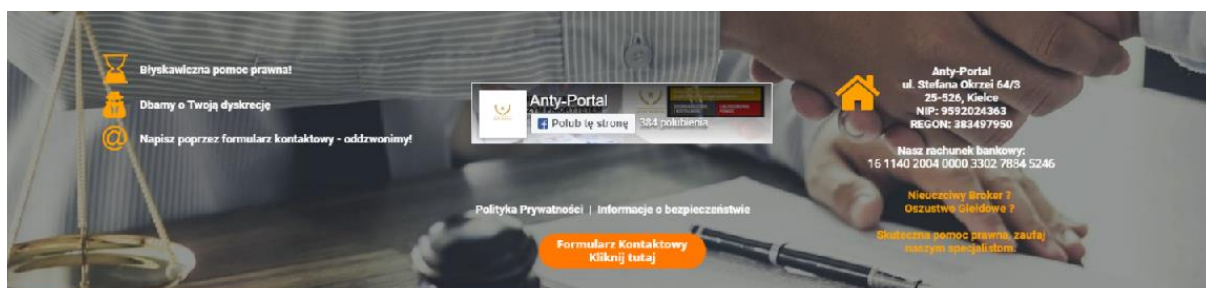 Błyskawiczna pomoc prawna!
Dbamy o Twoją dyskrecję
Napisz poprzez formularz kontaktowy - oddzwonimy!
Anty-Portal
Polub tę stronę
384 polubienia
Polityka Prywatności | Informacje o bezpieczeństwie
Formularz Kontaktowy
Kliknij tutaj
Anty-Portal
ul. Stefana Okrzei 64/3
25-526, Kielce
NIP: 9592024363
REGON: 383497950
Nasz rachunek bankowy:
16 1140 2004 0000 3302 7884 5246
Nieuczciwy Broker ?
Oszustwo Giełdowe ?
Skuteczna pomoc prawna, zaufaj
naszym specjalistom.